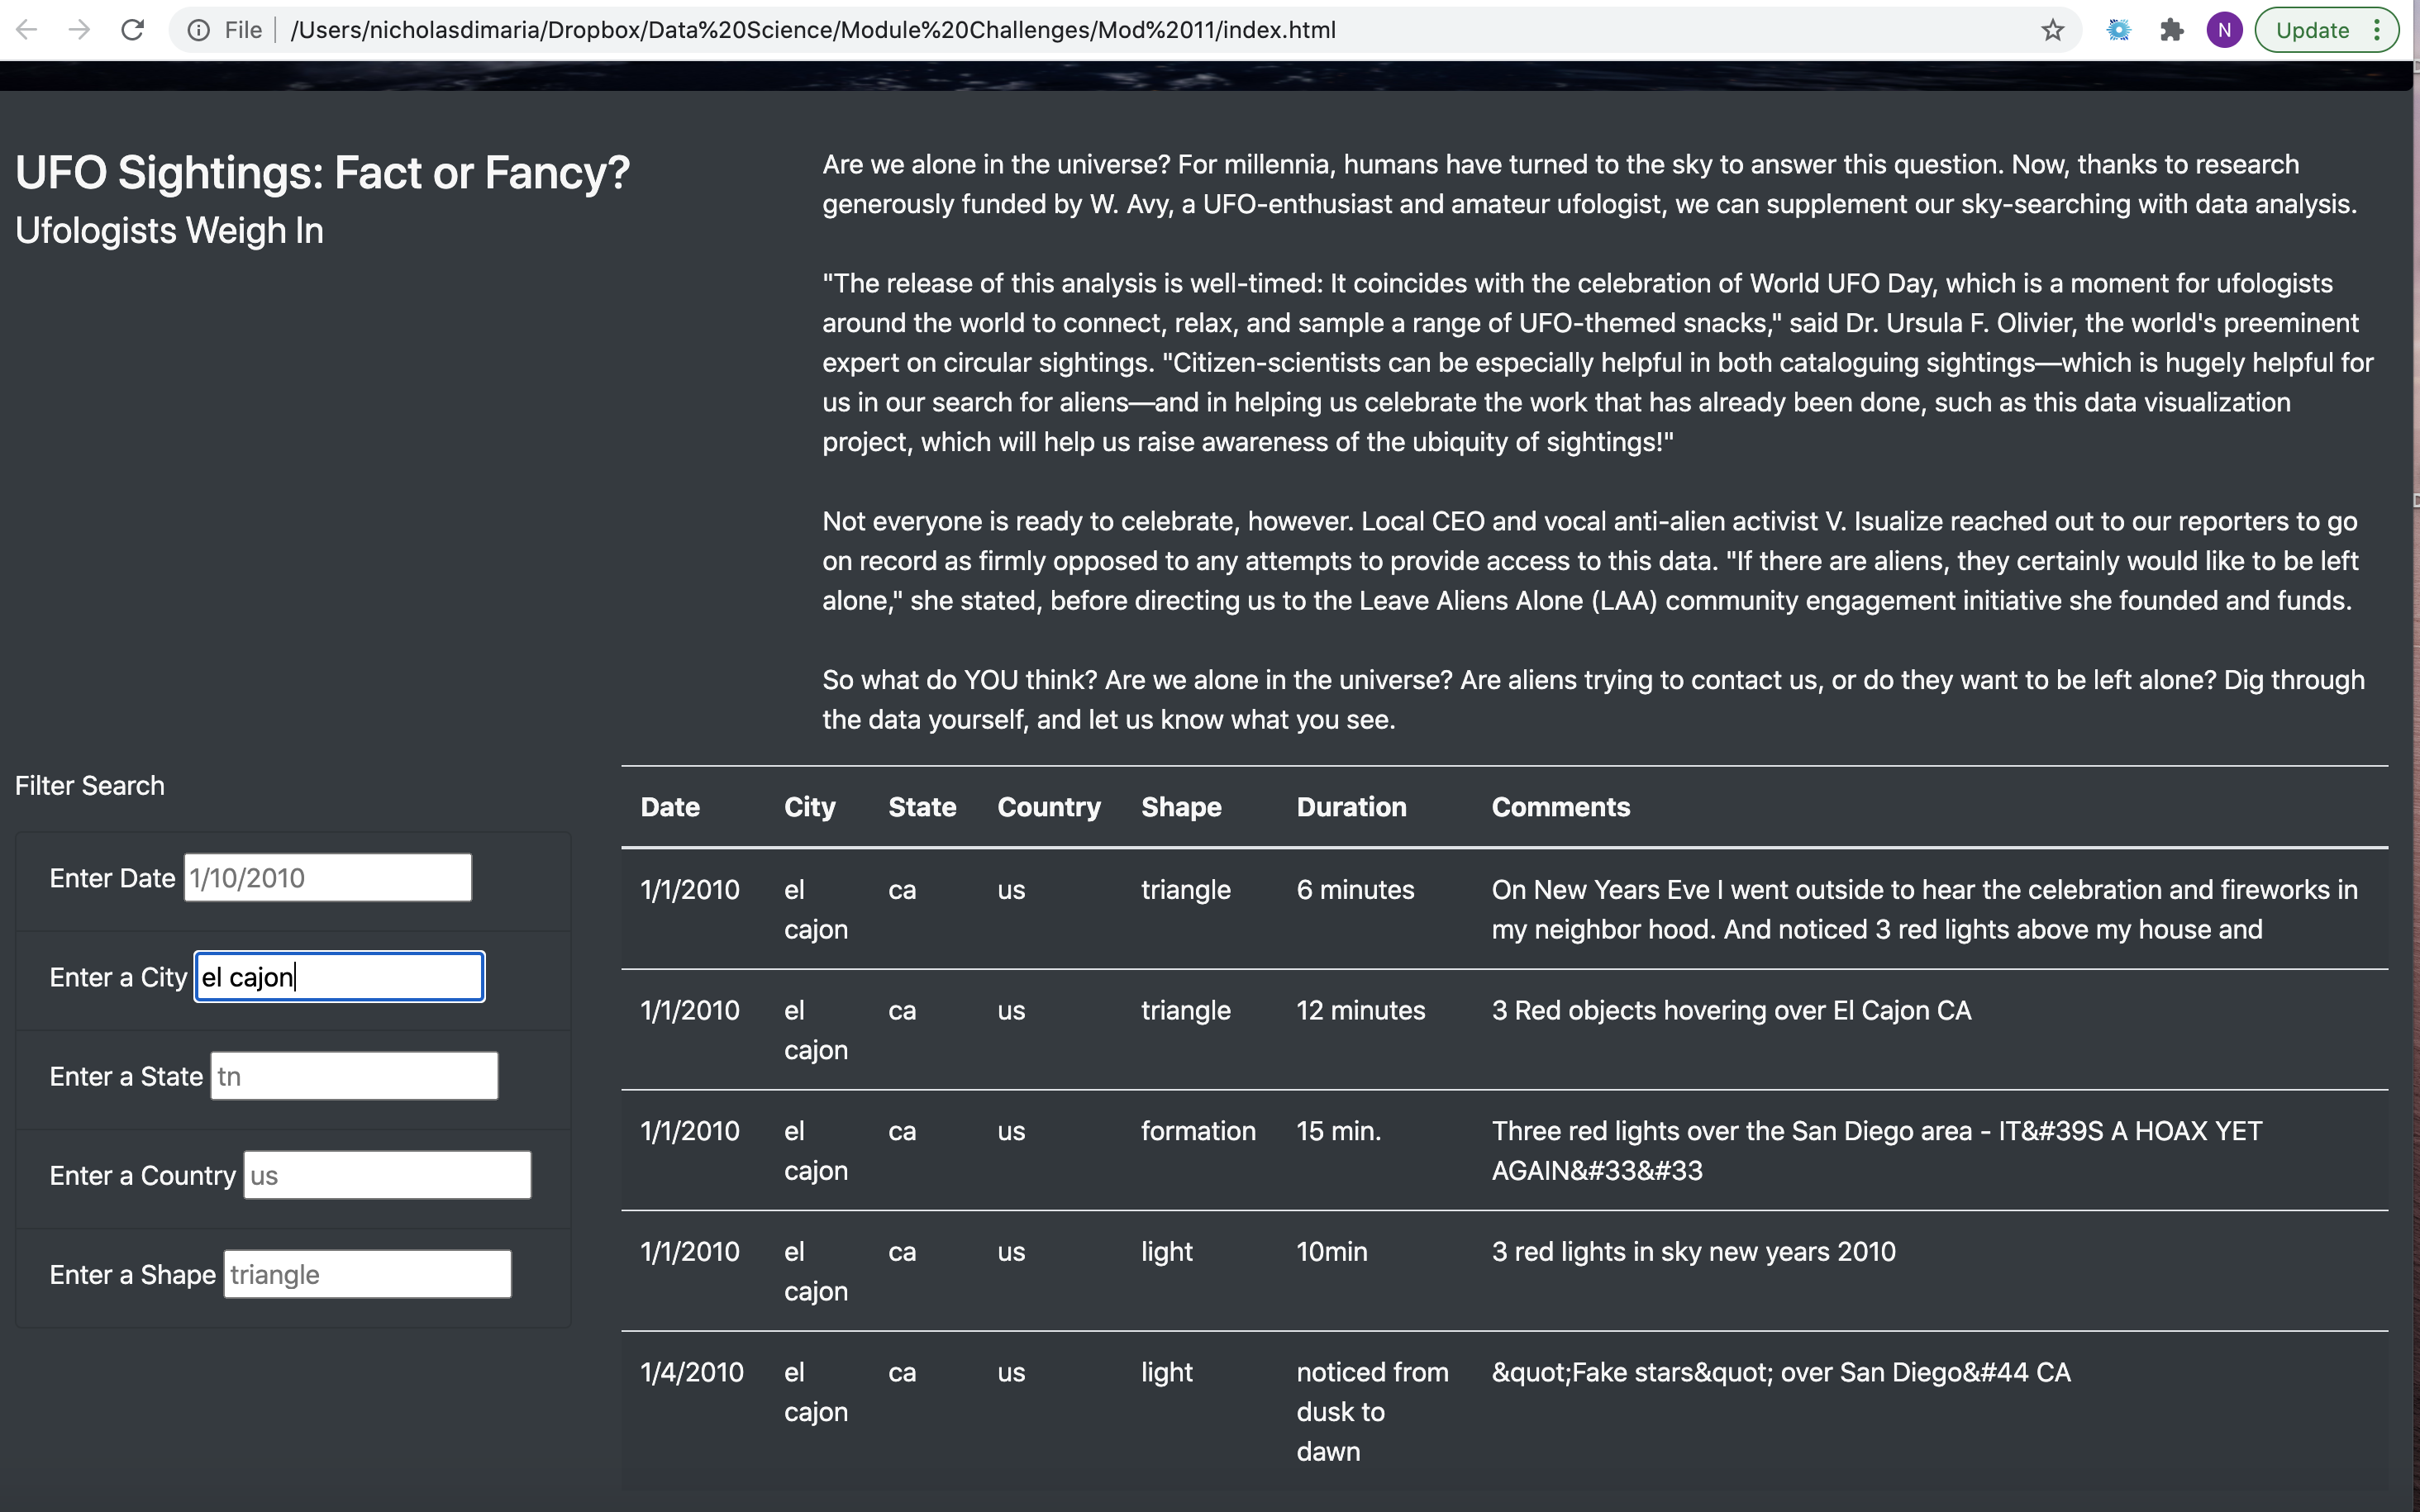 File | /Users/nicholasdimaria/Dropbox/Data%20Science/Module%20Challenges/Mod%2011/index.html
N
Update
UFO Sightings: Fact or Fancy?
Ufologists Weigh In
Are we alone in the universe? For millennia, humans have turned to the sky to answer this question. Now, thanks to research
generously funded by W. Avy, a UFO-enthusiast and amateur ufologist, we can supplement our sky-searching with data analysis.
"The release of this analysis is well-timed: It coincides with the celebration of World UFO Day, which is a moment for ufologists
around the world to connect, relax, and sample a range of UFO-themed snacks," said Dr. Ursula F. Olivier, the world's preeminent
expert on circular sightings. "Citizen-scientists can be especially helpful in both cataloguing sightings—which is hugely helpful for
us in our search for aliens—and in helping us celebrate the work that has already been done, such as this data visualization
project, which will help us raise awareness of the ubiquity of sightings!"
Not everyone is ready to celebrate, however. Local CEO and vocal anti-alien activist V. Isualize reached out to our reporters to go
on record as firmly opposed to any attempts to provide access to this data. "If there are aliens, they certainly would like to be left
alone," she stated, before directing us to the Leave Aliens Alone (LAA) community engagement initiative she founded and funds.
So what do YOU think? Are we alone in the universe? Are aliens trying to contact us, or do they want to be left alone? Dig through
the data yourself, and let us know what you see.
Filter Search
Enter Date 1/10/2010
Enter a City el cajon
Enter a State tn
Enter a Country us
Enter a Shape triangle
Date City State Country Shape Duration Comments
1/1/2010 el ca us triangle 6 minutes On New Years Eve I went outside to hear the celebration and fireworks in
cajon my neighbor hood. And noticed 3 red lights above my house and
1/1/2010 el ca us triangle 12 minutes 3 Red objects hovering over El Cajon CA
cajon
1/1/2010 el ca us formation 15 min. Three red lights over the San Diego area - IT&#39S A HOAX YET
cajon AGAIN&#33&#33
1/1/2010 el ca us light 10min 3 red lights in sky new years 2010
cajon
1/4/2010 el ca us light noticed from &quot;Fake stars&quot; over San Diego&#44 CA
cajon dusk to
dawn